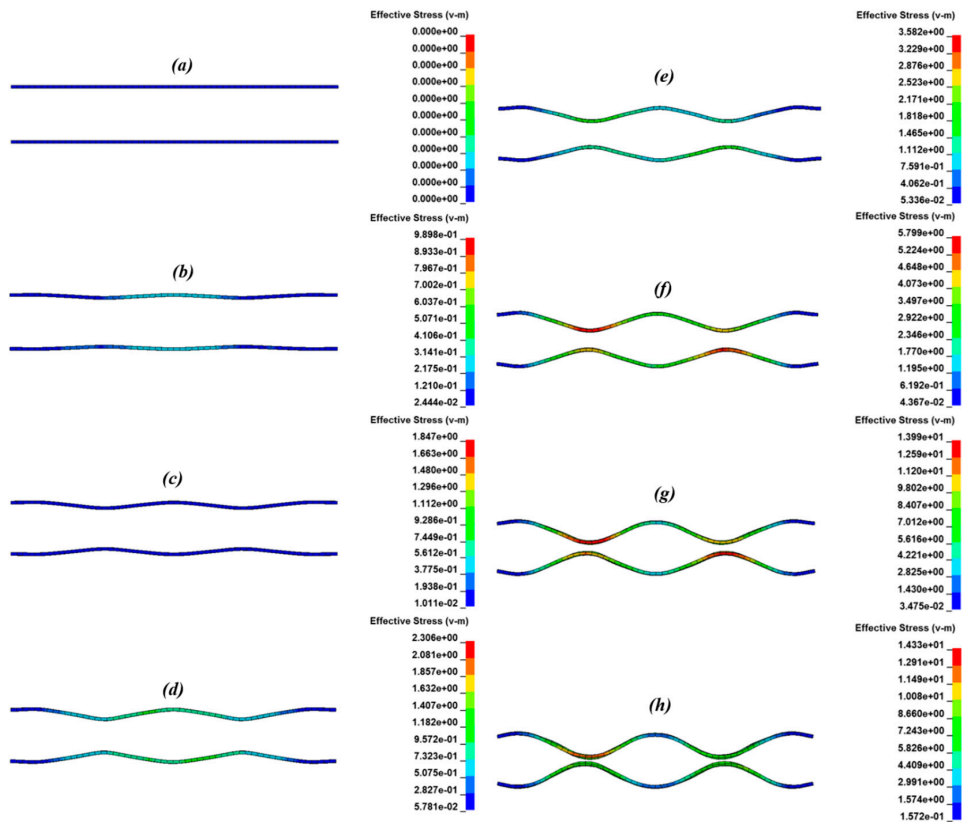 Effective Stress (v-m)
0.000e+00
0.000e+00
0.000e+00
0.000e+00
0.000e+00
0.000e+00
0.000e+00
0.000e+00
0.000e+00
0.000e+00
0.000e+00
(a)
Effective Stress (v-m)
9.898e-01
8.933e-01
7.967e-01
7.002e-01
6.037e-01
5.071e-01
4.106e-01
3.141e-01
2.175e-01
1.210e-01
2.444e-02
(b)
Effective Stress (v-m)
1.847e+00
1.663e+00
1.480e+00
1.296e+00
1.112e+00
9.286e-01
7.449e-01
5.612e-01
3.775e-01
1.938e-01
1.011e-02
(c)
Effective Stress (v-m)
2.306e+00
2.081e+00
1.857e+00
1.632e+00
1.407e+00
1.182e+00
9.572e-01
7.323e-01
5.075e-01
2.827e-01
5.781e-02
(d)
Effective Stress (v-m)
3.582e+00
3.229e+00
2.876e+00
2.523e+00
2.171e+00
1.818e+00
1.465e+00
1.112e+00
7.591e-01
4.062e-01
5.336e-02
(e)
Effective Stress (v-m)
5.799e+00
5.224e+00
4.648e+00
4.073e+00
3.497e+00
2.922e+00
2.346e+00
1.770e+00
1.195e+00
6.192e-01
4.367e-02
(f)
Effective Stress (v-m)
1.399e+01
1.259e+01
1.120e+01
9.802e+00
8.407e+00
7.012e+00
5.616e+00
4.221e+00
2.825e+00
1.430e+00
3.475e-02
(g)
Effective Stress (v-m)
1.433e+01
1.291e+01
1.149e+01
1.008e+01
8.660e+00
7.243e+00
5.826e+00
4.409e+00
2.991e+00
1.574e+00
1.572e-01
(h)